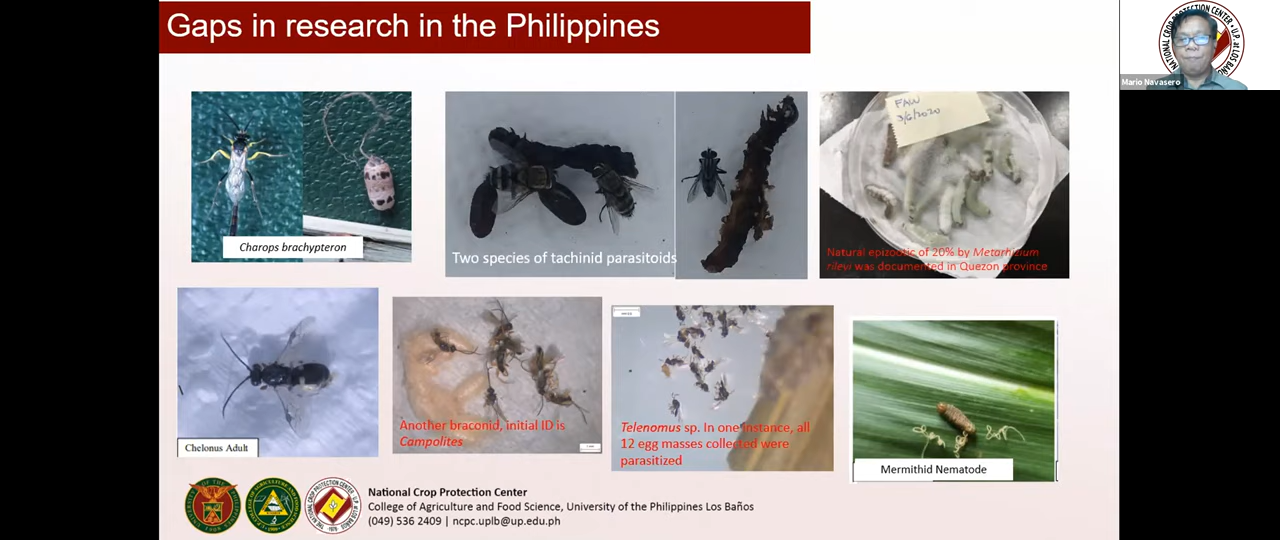 Gaps in research in the Philippines
Mario Navasero
FAW
3/6/2020
Charops brachypteron
Two species of tachinid parasitoids
Natural epizootic of 20% by Metarhizium
rileyi was documented in Quezon province
Chelonus Adult
Another braconid, initial ID is
Campolites
Telenomus sp. In one instance, all
12 egg masses collected were
parasitized
Mermithid Nematode
National Crop Protection Center
College of Agriculture and Food Science, University of the Philippines Los Baños
(049) 536 2409 | ncpc.uplb@up.edu.ph